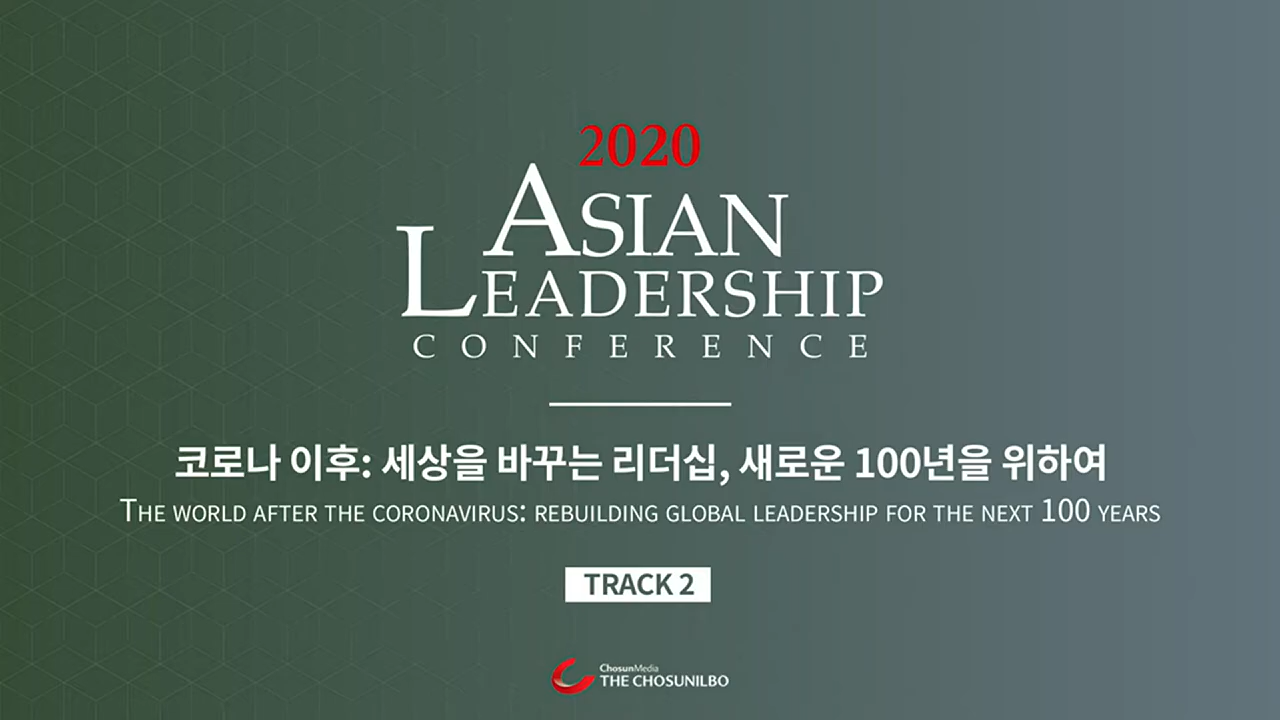 2020
ASIAN
LEADERSHIP
CONFERENCE
코로나 이후: 세상을 바꾸는 리더십, 새로운 100년을 위하여
THE WORLD AFTER THE CORONAVIRUS: REBUILDING GLOBAL LEADERSHIP FOR THE NEXT 100 YEARS
TRACK 2
ChosunMedia
THE CHOSUNILBO